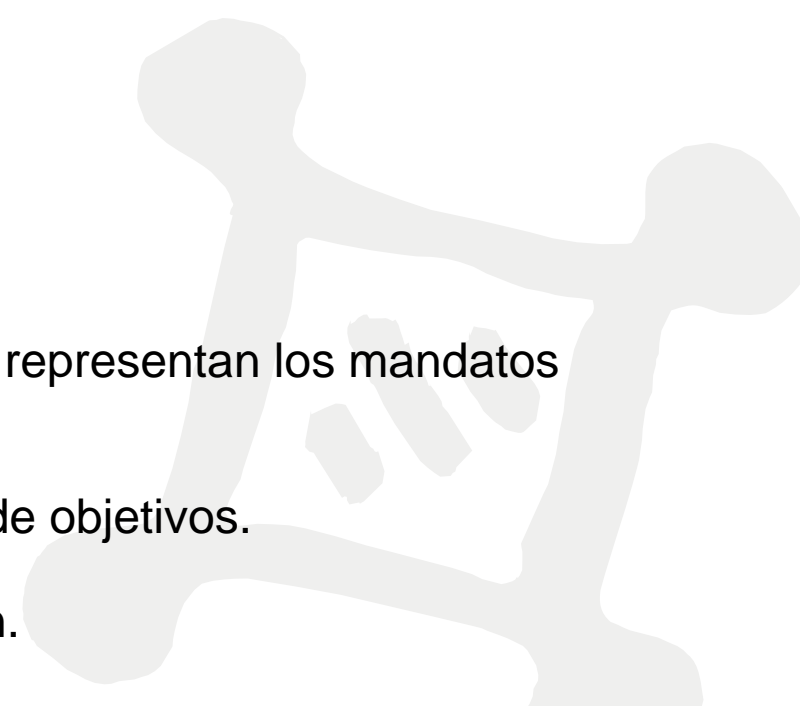 representan los mandatos
de objetivos.
n.